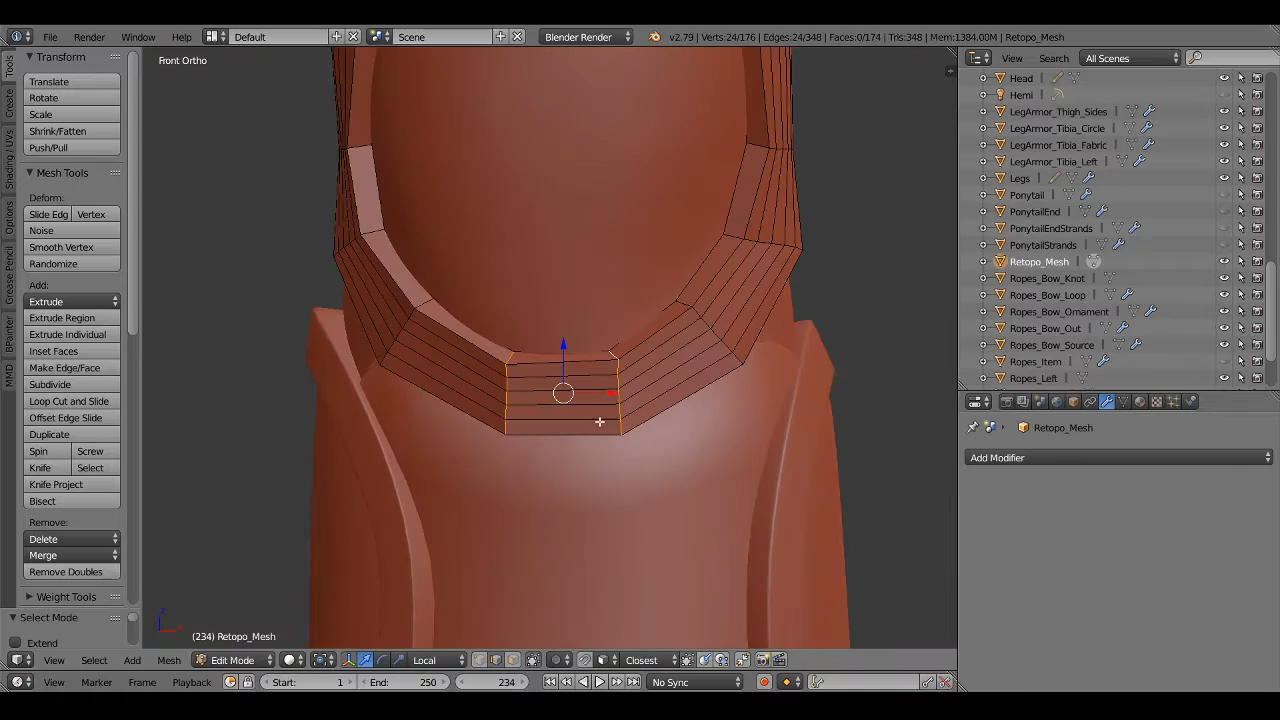 File Render Window Help Default Scene Blender Render v2.79 | Verts:24/176 | Edges:24/348 | Faces:0/174 | Tris:348 | Mem:1384.00M | Retopo_Mesh
Tools
Create
Shading / UVs
Options
Grease Pencil
BPainter
MMD
Transform
Translate
Rotate
Scale
Shrink/Fatten
Push/Pull
Mesh Tools
Deform:
Slide Edg Vertex
Noise
Smooth Vertex
Randomize
Add:
Extrude
Extrude Region
Extrude Individual
Inset Faces
Make Edge/Face
Subdivide
Loop Cut and Slide
Offset Edge Slide
Duplicate
Spin Screw
Knife Select
Knife Project
Bisect
Remove:
Delete
Merge
Remove Doubles
Weight Tools
Select Mode
Extend
Front Ortho
(234) Retopo_Mesh
View Search All Scenes
Head
Hemi
LegArmor_Thigh_Sides
LegArmor_Tibia_Circle
LegArmor_Tibia_Fabric
LegArmor_Tibia_Left
Legs
Ponytail
PonytailEnd
PonytailEndStrands
PonytailStrands
Retopo_Mesh
Ropes_Bow_Knot
Ropes_Bow_Loop
Ropes_Bow_Ornament
Ropes_Bow_Out
Ropes_Bow_Source
Ropes_Item
Ropes_Left
Retopo_Mesh
Add Modifier
View Select Add Mesh Edit Mode Local Closest
View Marker Frame Playback Start: 1 End: 250 234 No Sync